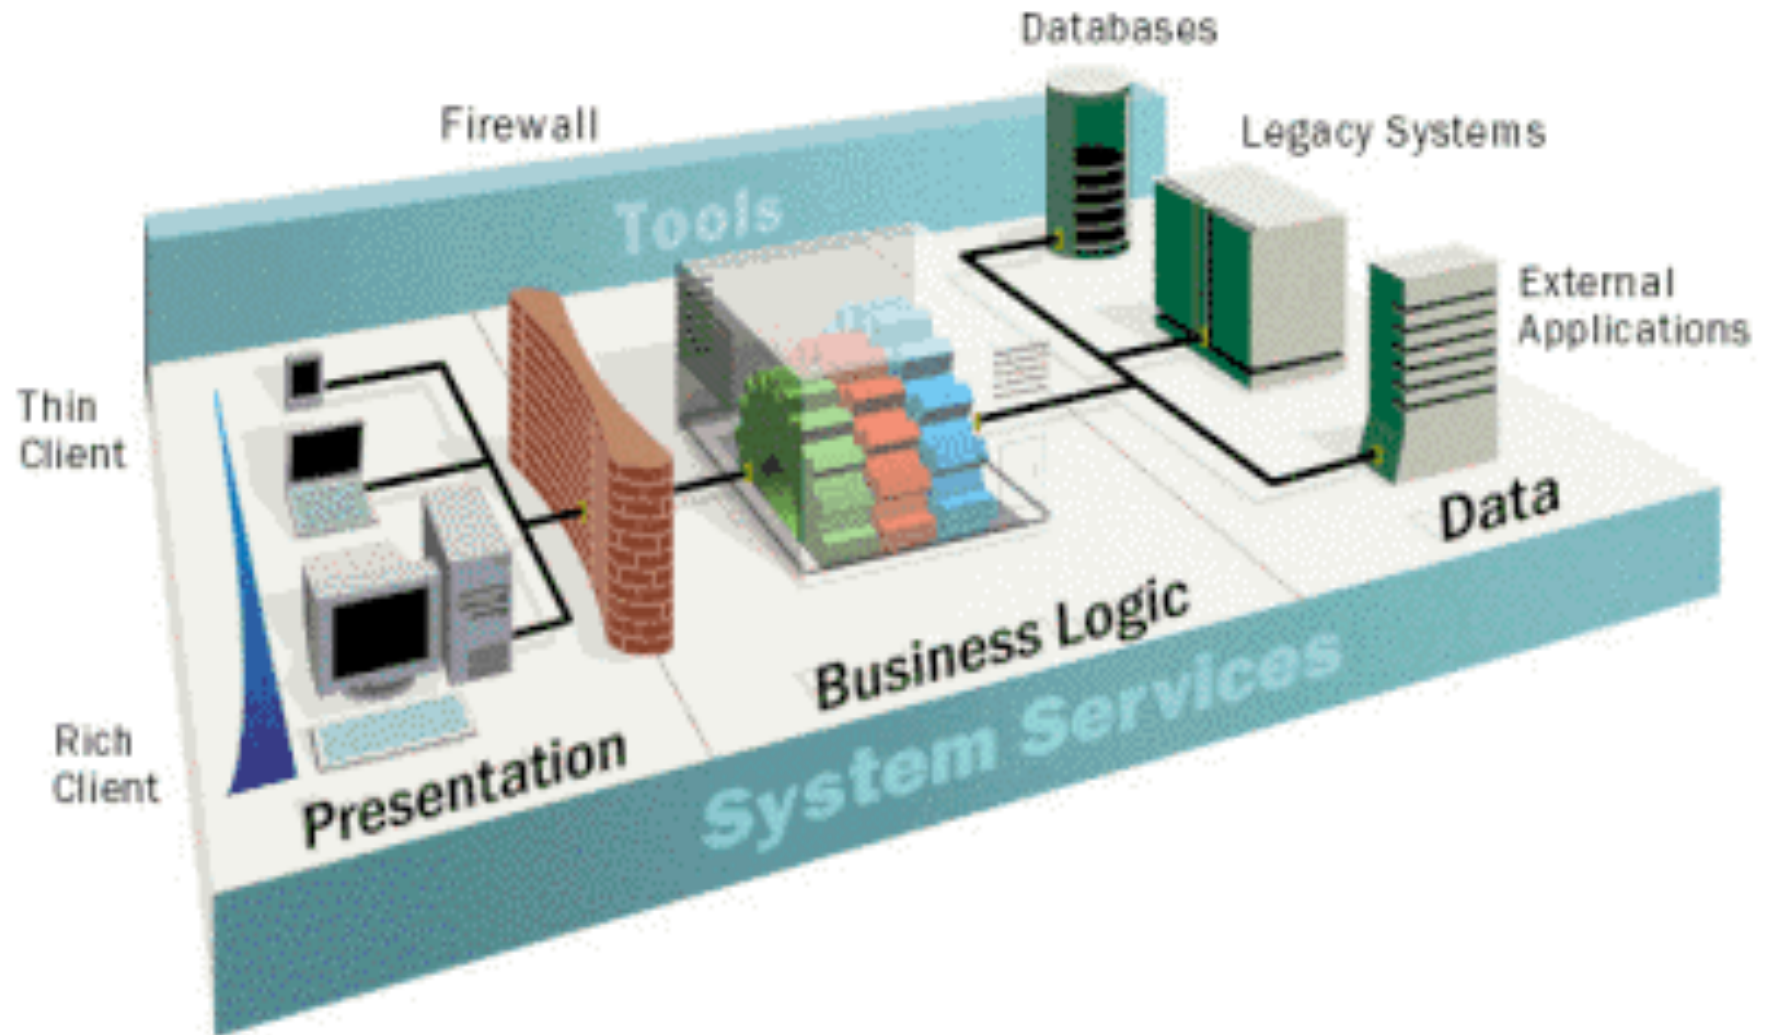 Databases
Firewall
Legacy Systems
Tools
External
Applications
Thin
Client
Data
Business Logic
System Services
Rich
Client
Presentation